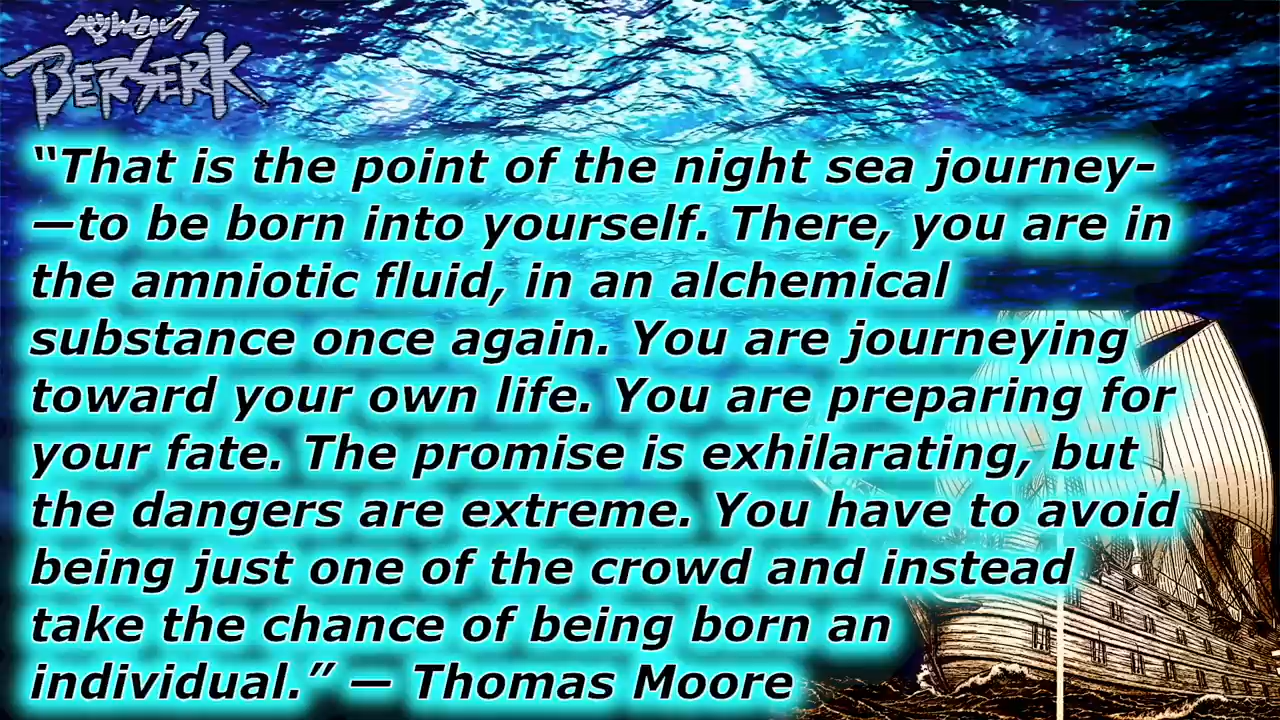 BERSERK
“That is the point of the night sea journey-
—to be born into yourself. There, you are in
the amniotic fluid, in an alchemical
substance once again. You are journeying
toward your own life. You are preparing for
your fate. The promise is exhilarating, but
the dangers are extreme. You have to avoid
being just one of the crowd and instead
take the chance of being born an
individual.” — Thomas Moore